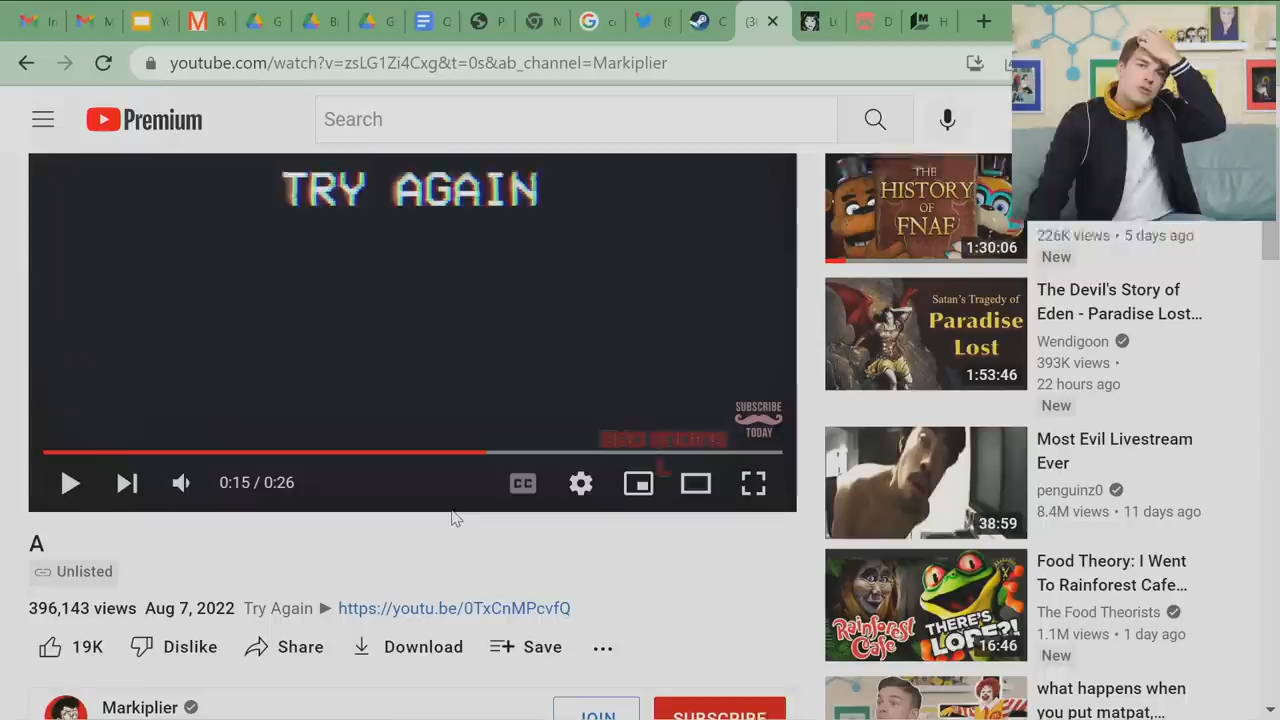 In
M
Y
R
G
B
G
C
P
N
c
(
C
(3
L
D
H
youtube.com/watch?v=zsLG1Zi4Cxg&t=0s&ab_channel=Markiplier
Premium
Search
TRY AGAIN
SUBSCRIBE
TODAY
0:15 / 0:26
CC
A
Unlisted
396,143 views Aug 7, 2022 Try Again ► https://youtu.be/0TxCnMPcvfQ
19K
Dislike
Share
Download
Save
Markiplier
JOIN
SUBSCRIBE
THE
HISTORY
OF
FNAF
1:30:06
226K views • 5 days ago
New
Satan's Tragedy of
Paradise
Lost
1:53:46
The Devil's Story of
Eden - Paradise Lost...
Wendigoon
393K views •
22 hours ago
New
38:59
Most Evil Livestream
Ever
penguinz0
8.4M views • 11 days ago
Rainforest
Cafe
THERE'S
LORE?!
16:46
Food Theory: I Went
To Rainforest Cafe...
The Food Theorists
1.1M views • 1 day ago
New
what happens when
you put matpat,...